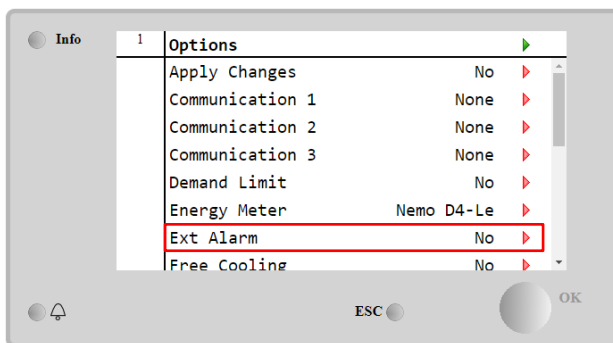 Info
1 Options
Apply Changes No
Communication 1 None
Communication 2 None
Communication 3 None
Demand Limit No
Energy Meter Nemo D4-Le
Ext Alarm No
Free Cooling No
ESC
OK